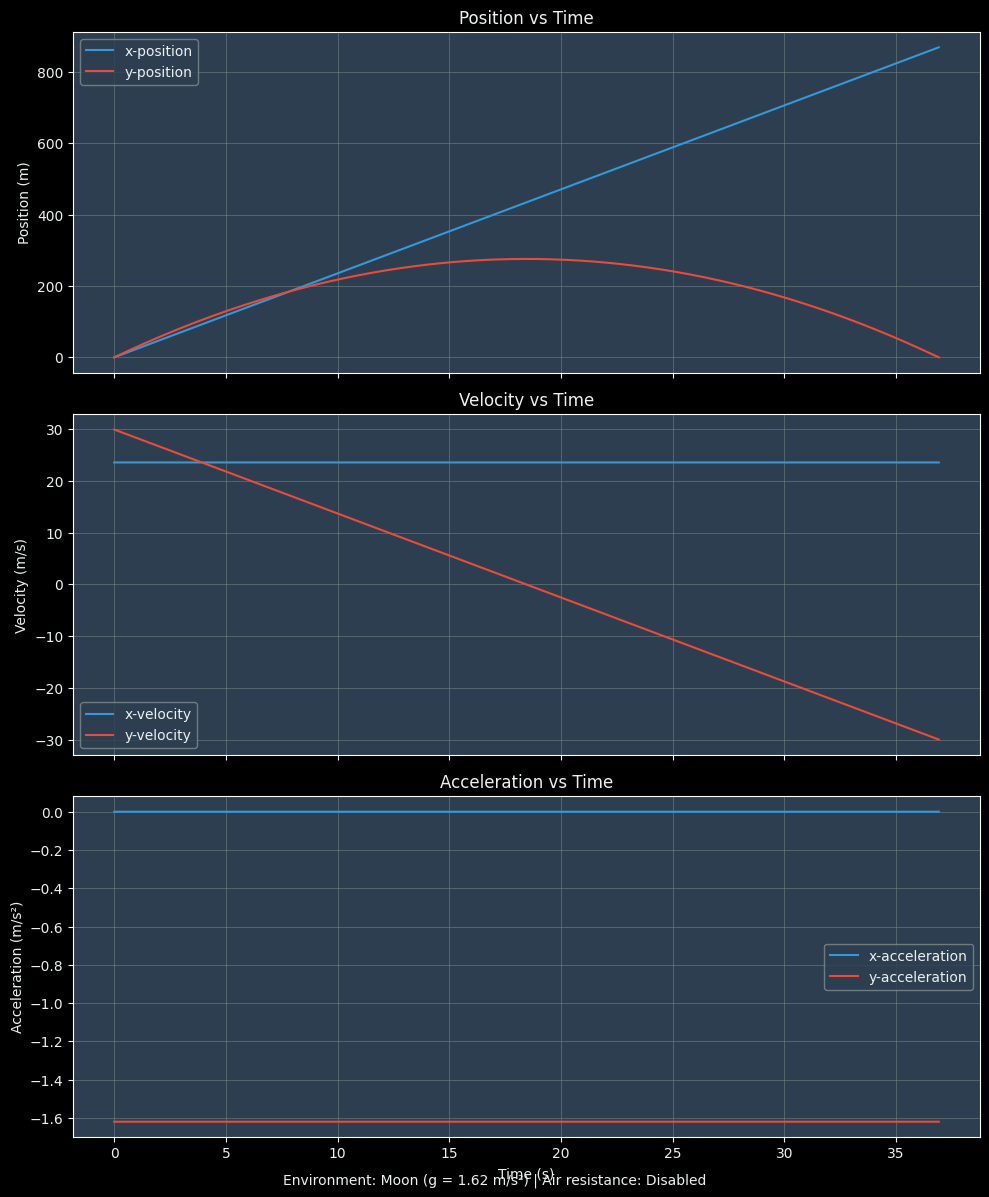 Position vs Time
x-position
y-position
Position (m)
800
600
400
200
0
Velocity vs Time
Velocity (m/s)
30
20
10
0
−10
−20
−30
x-velocity
y-velocity
Acceleration vs Time
Acceleration (m/s²)
0.0
−0.2
−0.4
−0.6
−0.8
−1.0
−1.2
−1.4
−1.6
x-acceleration
y-acceleration
0 5 10 15 20 25 30 35
Time (s)
Environment: Moon (g = 1.62 m/s²) | Air resistance: Disabled